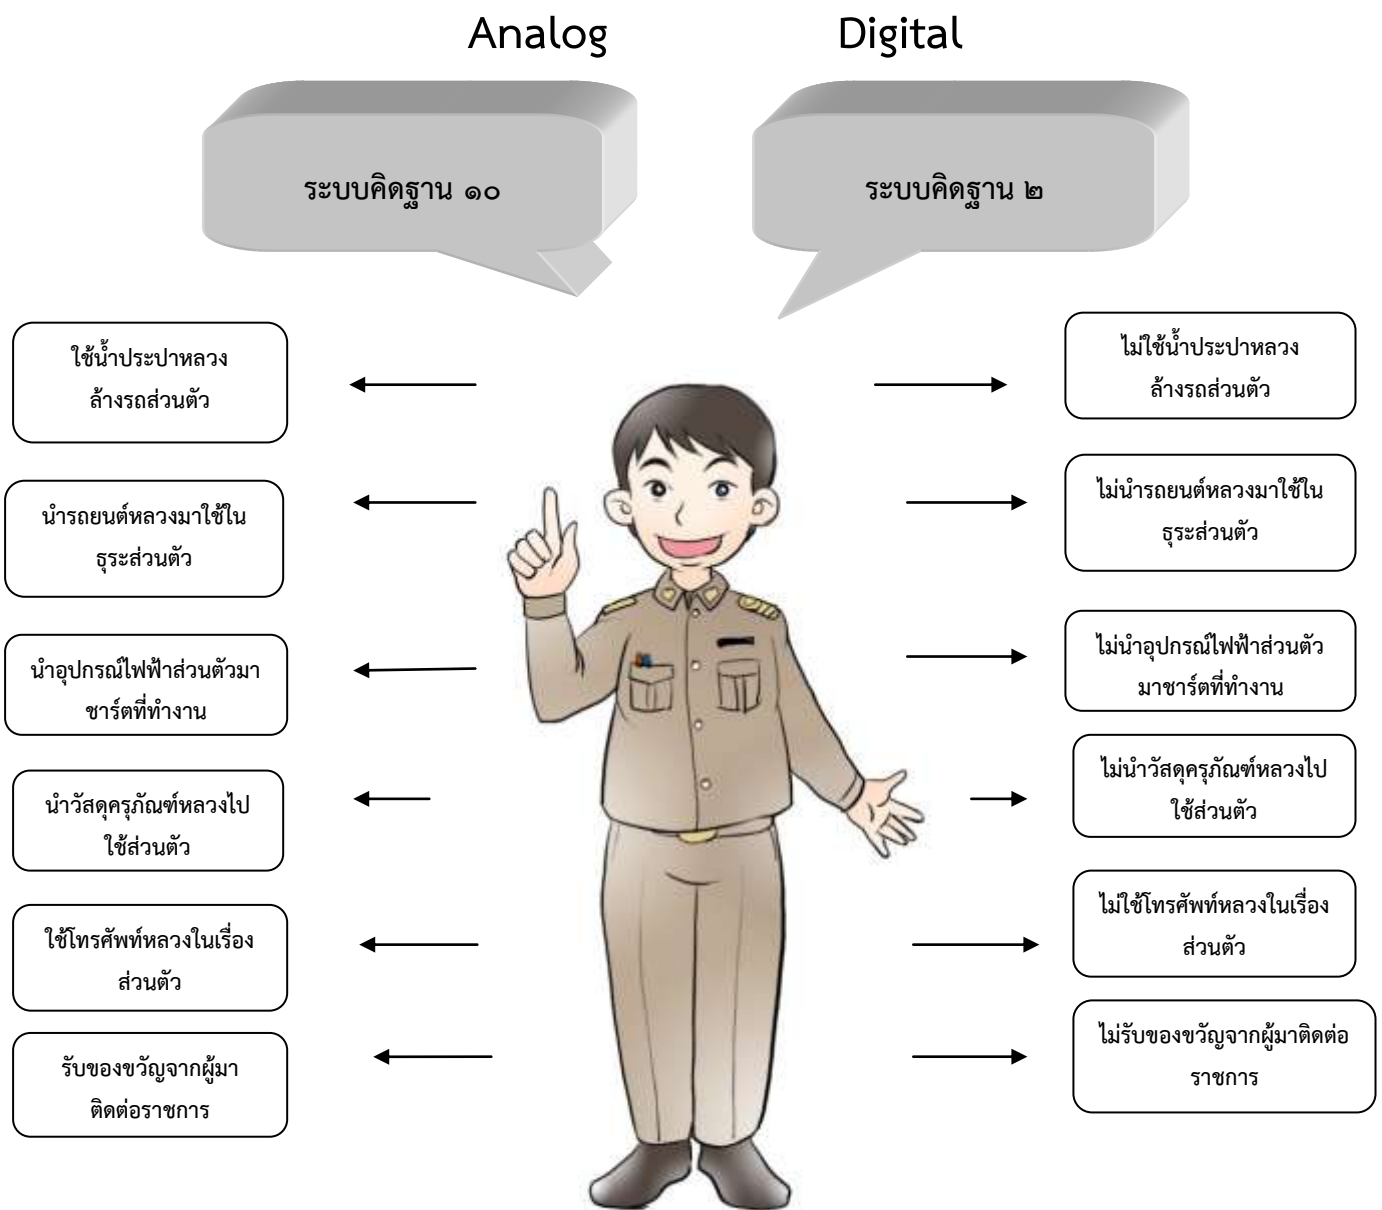 Analog
Digital
ระบบคิดฐาน ๑๐
ระบบคิดฐาน ๒
ใช้น้ำประปาหลวง
ล้างรถส่วนตัว
ไม่ใช้น้ำประปาหลวง
ล้างรถส่วนตัว
นำรถยนต์หลวงมาใช้ใน
ธุระส่วนตัว
ไม่นำรถยนต์หลวงมาใช้ใน
ธุระส่วนตัว
นำอุปกรณ์ไฟฟ้าส่วนตัวมา
ชาร์ตที่ทำงาน
ไม่นำอุปกรณ์ไฟฟ้าส่วนตัว
มาชาร์ตที่ทำงาน
นำวัสดุครุภัณฑ์หลวงไป
ใช้ส่วนตัว
ไม่นำวัสดุครุภัณฑ์หลวงไป
ใช้ส่วนตัว
ใช้โทรศัพท์หลวงในเรื่อง
ส่วนตัว
ไม่ใช้โทรศัพท์หลวงในเรื่อง
ส่วนตัว
รับของขวัญจากผู้มา
ติดต่อราชการ
ไม่รับของขวัญจากผู้มาติดต่อ
ราชการ